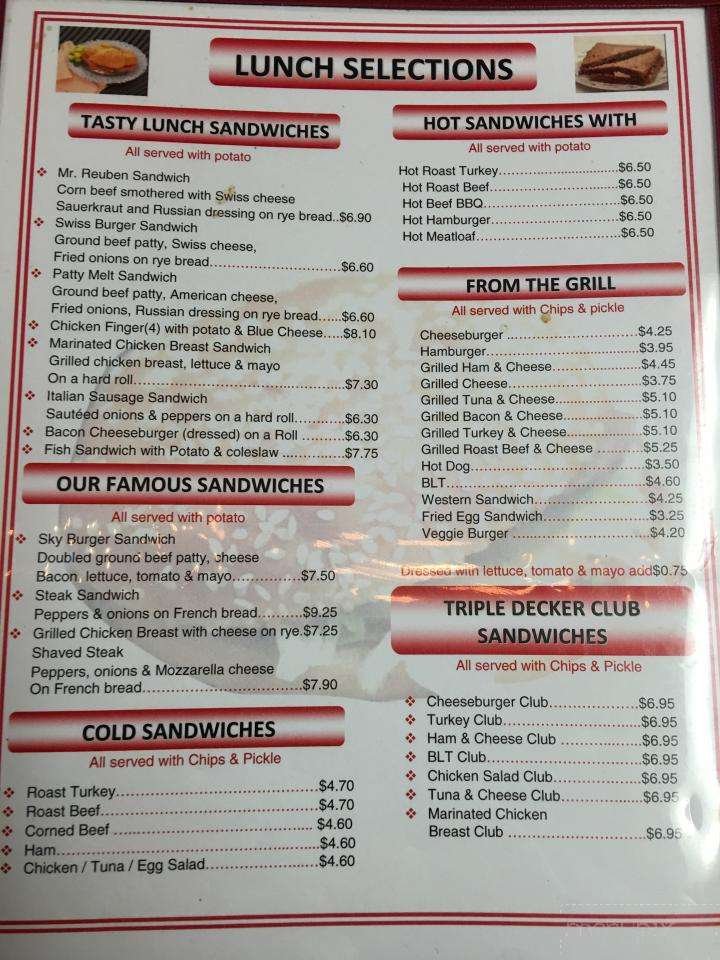 LUNCH SELECTIONS
TASTY LUNCH SANDWICHES
All served with potato
Mr. Reuben Sandwich
Corn beef smothered with Swiss cheese
Sauerkraut and Russian dressing on rye bread..$6.90
Swiss Burger Sandwich
Ground beef patty, Swiss cheese,
Fried onions on rye bread................................$6.60
Patty Melt Sandwich
Ground beef patty, American cheese,
Fried onions, Russian dressing on rye bread......$6.60
Chicken Finger(4) with potato & Blue Cheese.....$8.10
Marinated Chicken Breast Sandwich
Grilled chicken breast, lettuce & mayo
On a hard roll....................................................$7.30
Italian Sausage Sandwich
Sautéed onions & peppers on a hard roll............$6.30
Bacon Cheeseburger (dressed) on a Roll ..........$6.30
Fish Sandwich with Potato & coleslaw ...............$7.75
OUR FAMOUS SANDWICHES
All served with potato
Sky Burger Sandwich
Doubled ground beef patty, cheese
Bacon, lettuce, tomato & mayo.................$7.50
Steak Sandwich
Peppers & onions on French bread...........$9.25
Grilled Chicken Breast with cheese on rye.$7.25
Shaved Steak
Peppers, onions & Mozzarella cheese
On French bread.......................................$7.90
COLD SANDWICHES
All served with Chips & Pickle
Roast Turkey.................................................$4.70
Roast Beef.....................................................$4.70
Corned Beef .................................................$4.60
Ham................................................................$4.60
Chicken / Tuna / Egg Salad............................$4.60
HOT SANDWICHES WITH
All served with potato
Hot Roast Turkey.............................$6.50
Hot Roast Beef................................$6.50
Hot Beef BBQ..................................$6.50
Hot Hamburger................................$6.50
Hot Meatloaf....................................$6.50
FROM THE GRILL
All served with Chips & pickle
Cheeseburger ................................$4.25
Hamburger.....................................$3.95
Grilled Ham & Cheese......................$4.45
Grilled Cheese................................$3.75
Grilled Tuna & Cheese.....................$5.10
Grilled Bacon & Cheese...................$5.10
Grilled Turkey & Cheese..................$5.10
Grilled Roast Beef & Cheese ............$5.25
Hot Dog..........................................$3.50
BLT................................................$4.60
Western Sandwich...........................$4.25
Fried Egg Sandwich.........................$3.25
Veggie Burger .................................$4.20
Dressed with lettuce, tomato & mayo add$0.75
TRIPLE DECKER CLUB
SANDWICHES
All served with Chips & Pickle
Cheeseburger Club......................$6.95
Turkey Club..................................$6.95
Ham & Cheese Club ....................$6.95
BLT Club......................................$6.95
Chicken Salad Club......................$6.95
Tuna & Cheese Club....................$6.95
Marinated Chicken
Breast Club ..................................$6.95